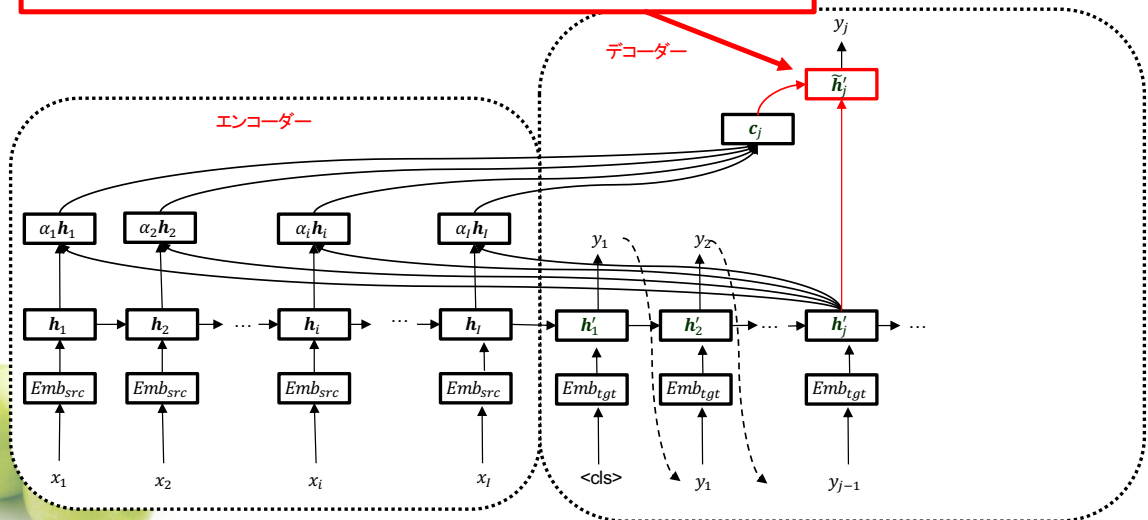 y_j
デコーダー
h̃'_j
エンコーダー
c_j
α_1h_1 α_2h_2 α_ih_i α_Ih_I
y_1 y_2
h_1 h_2 … h_i … h_I h'_1 h'_2 … h'_j …
Emb_src Emb_src Emb_src Emb_src Emb_tgt Emb_tgt Emb_tgt
x_1 x_2 x_i x_I <cls> y_1 y_{j−1}